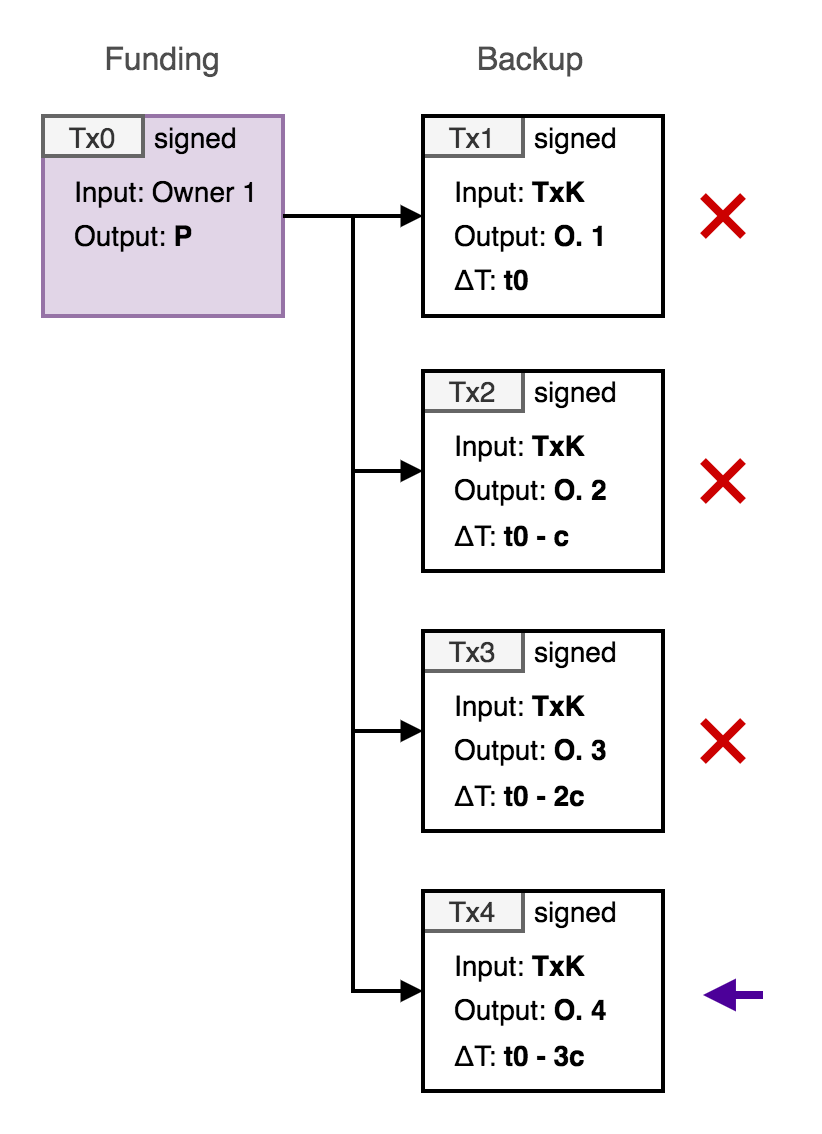 Funding
Backup
Tx0 signed
Input: Owner 1
Output: P
Tx1 signed
Input: TxK
Output: O. 1
ΔT: t0
Tx2 signed
Input: TxK
Output: O. 2
ΔT: t0 - c
Tx3 signed
Input: TxK
Output: O. 3
ΔT: t0 - 2c
Tx4 signed
Input: TxK
Output: O. 4
ΔT: t0 - 3c